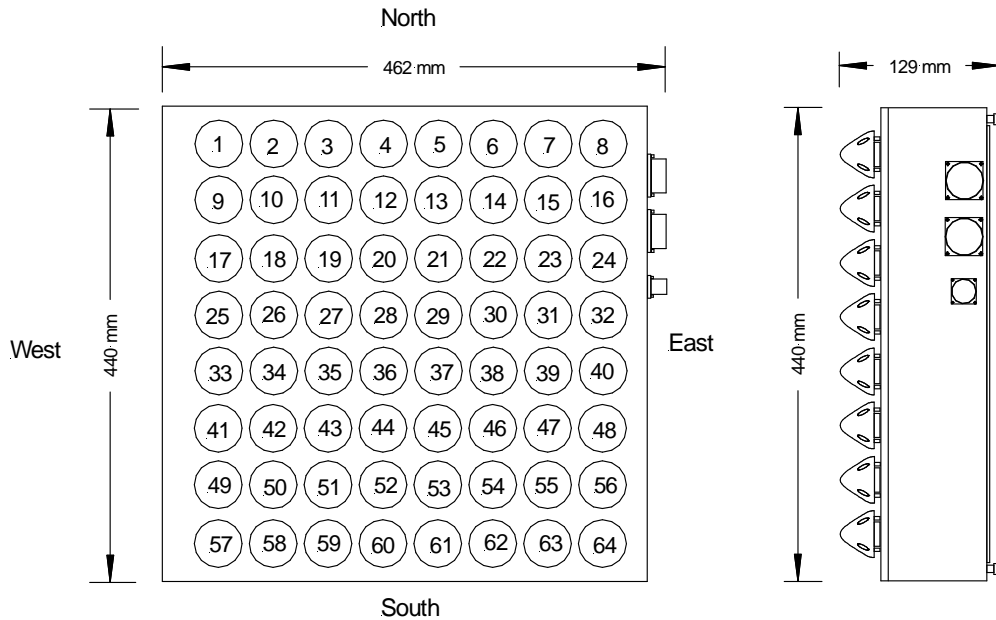 North
462 mm
129 mm
1 2 3 4 5 6 7 8
9 10 11 12 13 14 15 16
17 18 19 20 21 22 23 24
25 26 27 28 29 30 31 32
West
440 mm
East
440 mm
33 34 35 36 37 38 39 40
41 42 43 44 45 46 47 48
49 50 51 52 53 54 55 56
57 58 59 60 61 62 63 64
South